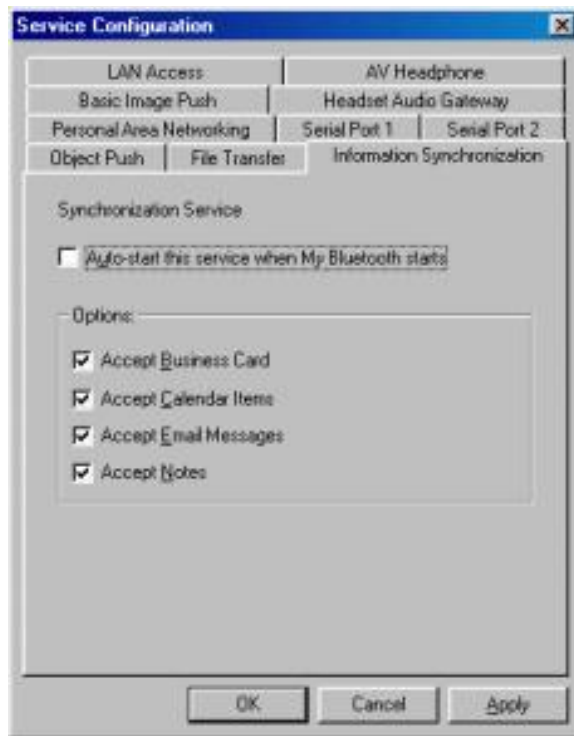 Service Configuration
LAN Access AV Headphone
Basic Image Push Headset Audio Gateway
Personal Area Networking Serial Port 1 Serial Port 2
Object Push File Transfer Information Synchronization
Synchronization Service
Auto-start this service when My Bluetooth starts
Options:
Accept Business Card
Accept Calendar Items
Accept Email Messages
Accept Notes
OK Cancel Apply